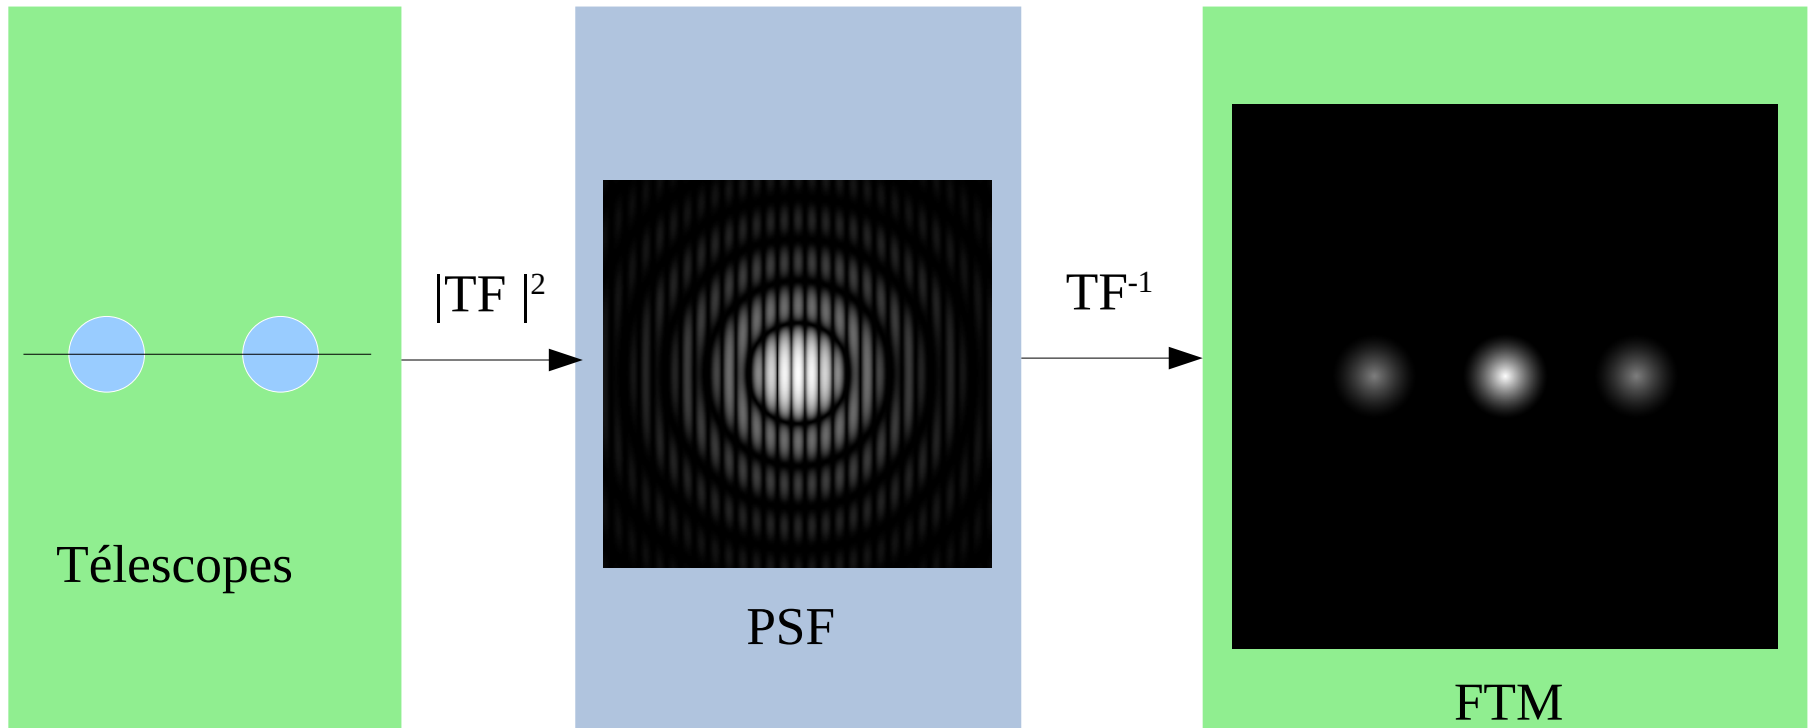 Télescopes
|TF |²
PSF
TF⁻¹
FTM